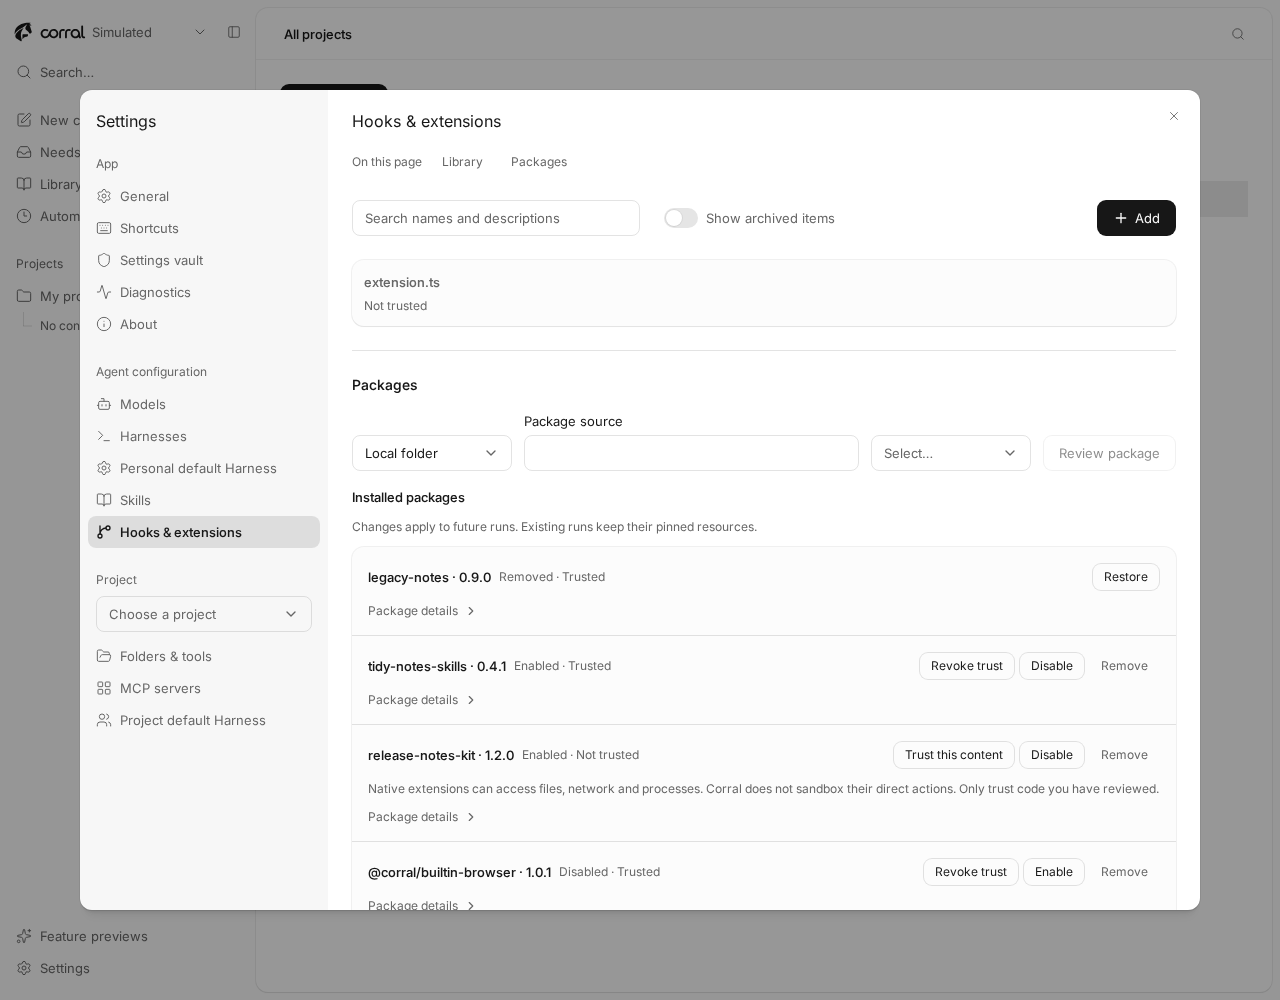 corral Simulated
Search...
New c
Needs
Library
Autom
Projects
My pro
No con
Feature previews
Settings
All projects
Settings
App
General
Shortcuts
Settings vault
Diagnostics
About
Agent configuration
Models
Harnesses
Personal default Harness
Skills
Hooks & extensions
Project
Choose a project
Folders & tools
MCP servers
Project default Harness
Hooks & extensions
On this page Library Packages
Search names and descriptions Show archived items Add
extension.ts
Not trusted
Packages
Package source
Local folder Select... Review package
Installed packages
Changes apply to future runs. Existing runs keep their pinned resources.
legacy-notes · 0.9.0 Removed · Trusted Restore
Package details
tidy-notes-skills · 0.4.1 Enabled · Trusted Revoke trust Disable Remove
Package details
release-notes-kit · 1.2.0 Enabled · Not trusted Trust this content Disable Remove
Native extensions can access files, network and processes. Corral does not sandbox their direct actions. Only trust code you have reviewed.
Package details
@corral/builtin-browser · 1.0.1 Disabled · Trusted Revoke trust Enable Remove
Package details